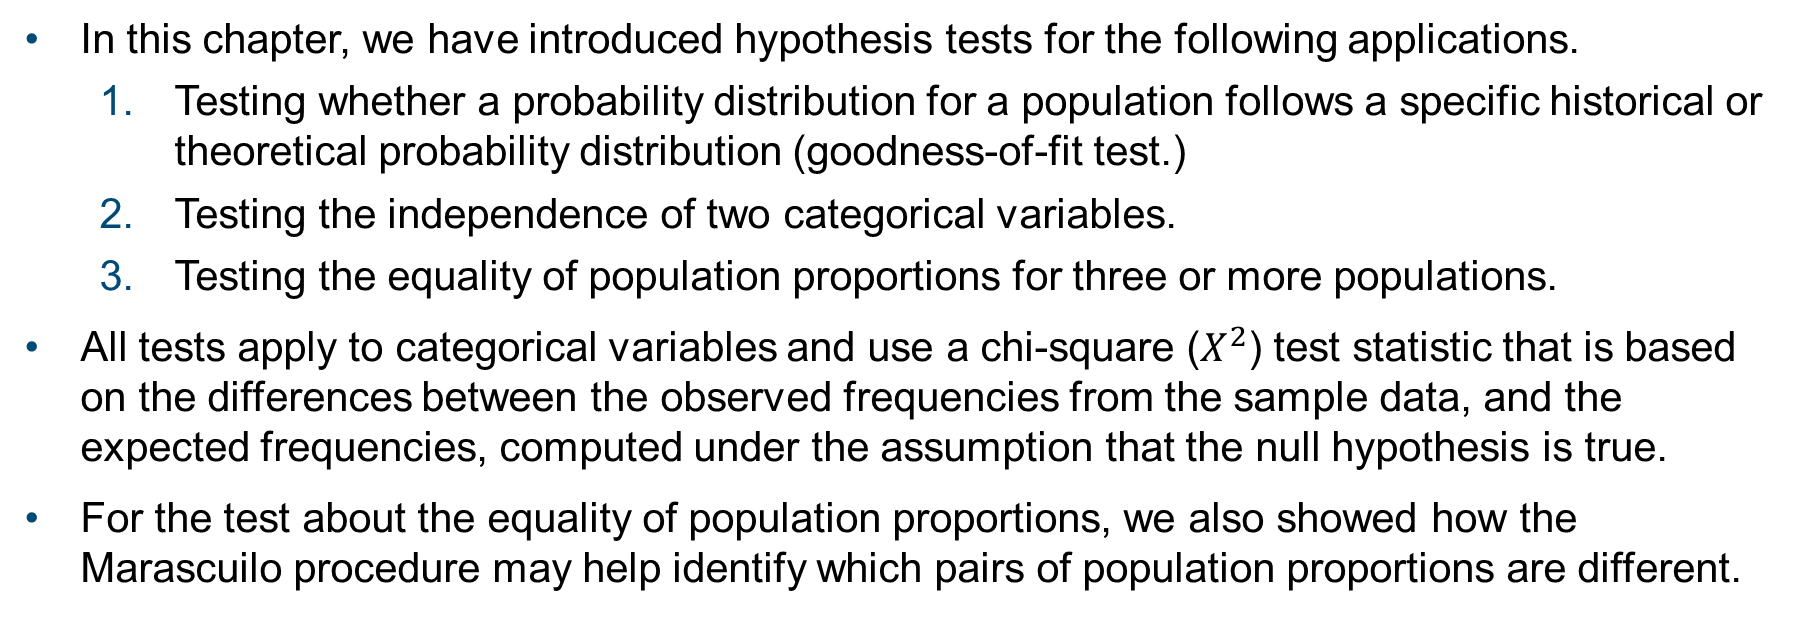 • In this chapter, we have introduced hypothesis tests for the following applications.
1. Testing whether a probability distribution for a population follows a specific historical or
theoretical probability distribution (goodness-of-fit test.)
2. Testing the independence of two categorical variables.
3. Testing the equality of population proportions for three or more populations.
• All tests apply to categorical variables and use a chi-square (X²) test statistic that is based
on the differences between the observed frequencies from the sample data, and the
expected frequencies, computed under the assumption that the null hypothesis is true.
• For the test about the equality of population proportions, we also showed how the
Marascuilo procedure may help identify which pairs of population proportions are different.